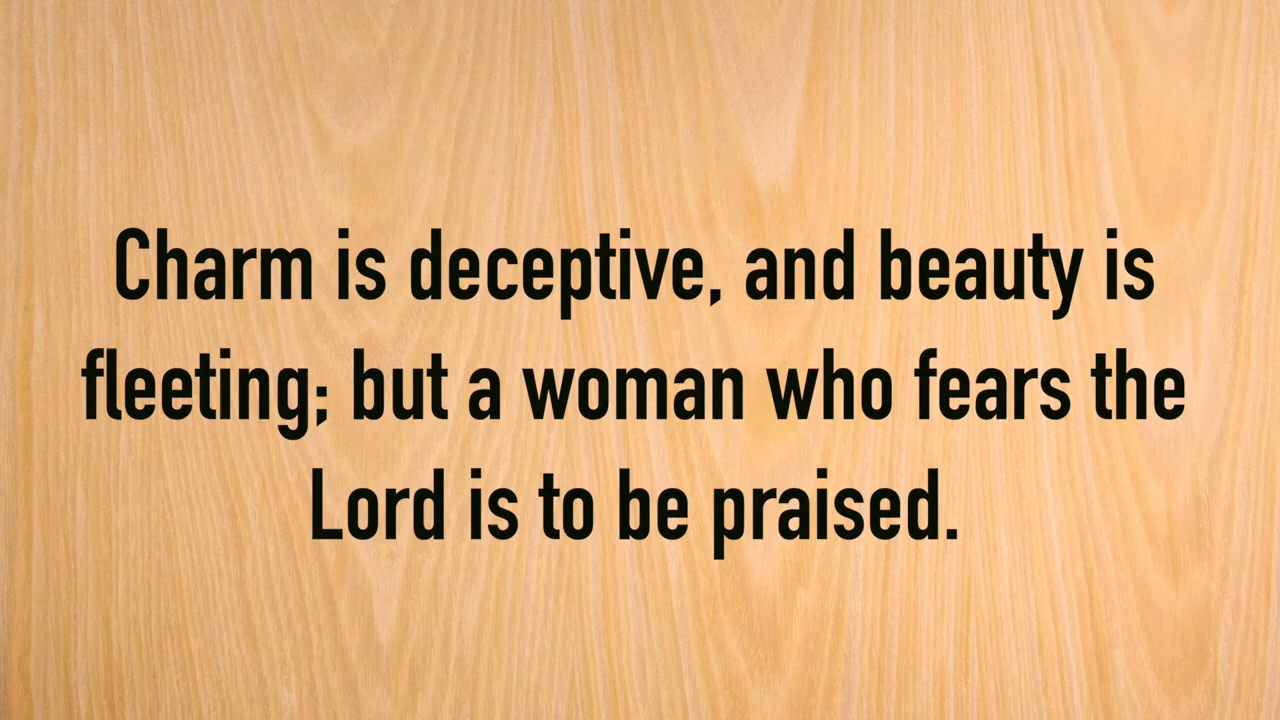 Charm is deceptive, and beauty is
fleeting; but a woman who fears the
Lord is to be praised.